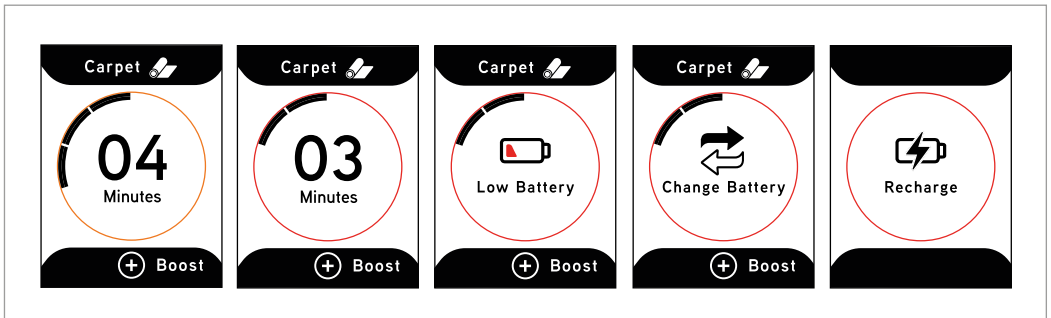 Carpet
04
Minutes
Boost
Carpet
03
Minutes
Boost
Carpet
Low Battery
Boost
Carpet
Change Battery
Boost
Recharge